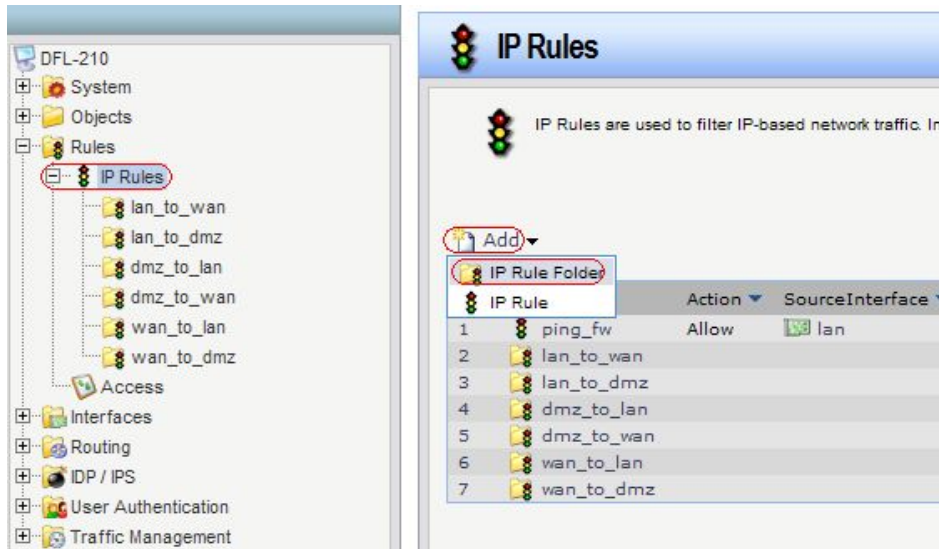 DFL-210
System
Objects
Rules
IP Rules
lan_to_wan
lan_to_dmz
dmz_to_lan
dmz_to_wan
wan_to_lan
wan_to_dmz
Access
Interfaces
Routing
IDP / IPS
User Authentication
Traffic Management
IP Rules
IP Rules are used to filter IP-based network traffic. In
Add
IP Rule Folder
IP Rule
Action SourceInterface
1 ping_fw Allow lan
2 lan_to_wan
3 lan_to_dmz
4 dmz_to_lan
5 dmz_to_wan
6 wan_to_lan
7 wan_to_dmz